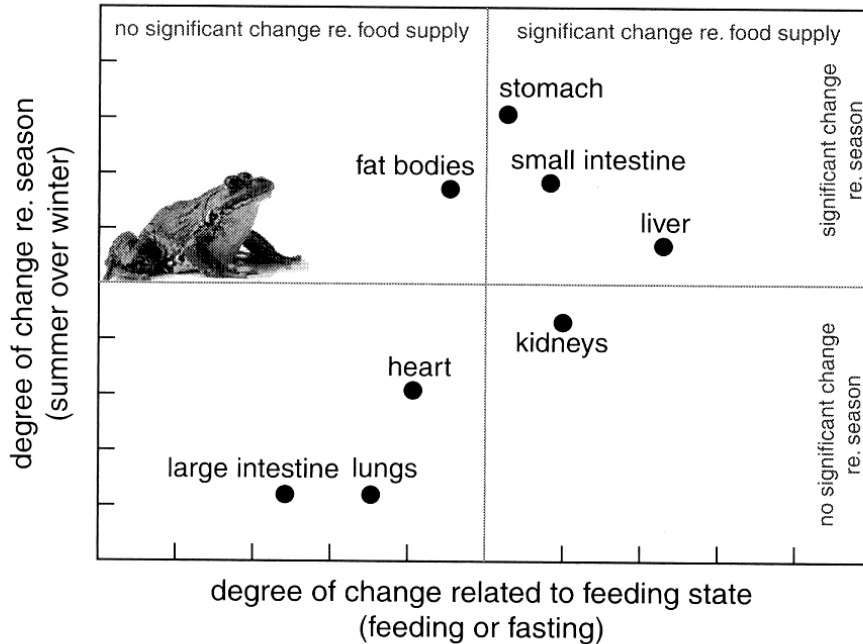 no significant change re. food supply
significant change re. food supply
stomach
fat bodies
small intestine
liver
kidneys
heart
large intestine
lungs
significant change
re. season
no significant change
re. season
degree of change re. season
(summer over winter)
degree of change related to feeding state
(feeding or fasting)